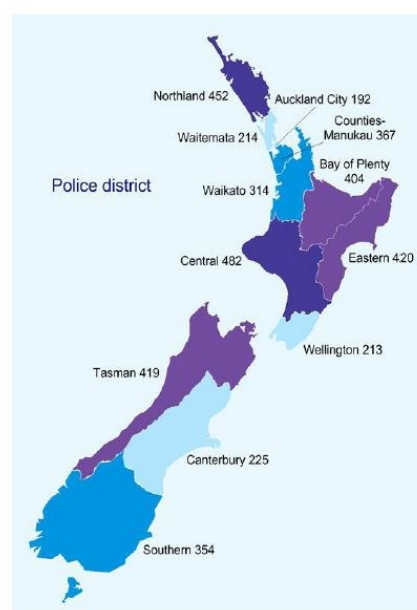 Northland 452
Auckland City 192
Counties-
Manukau 367
Waitemata 214
Bay of Plenty
404
Police district
Waikato 314
Central 482
Eastern 420
Wellington 213
Tasman 419
Canterbury 225
Southern 354